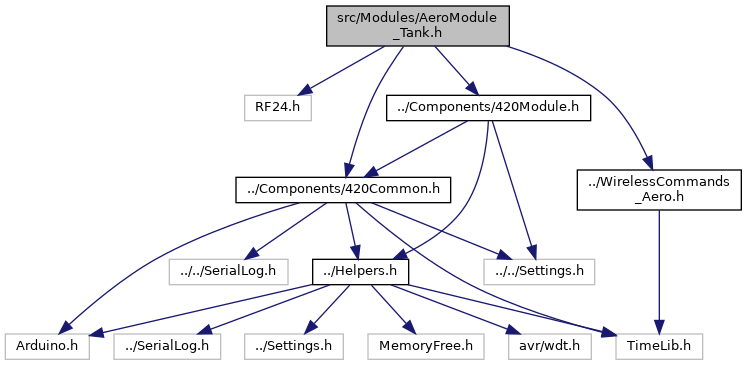 src/Modules/AeroModule
_Tank.h
RF24.h
../Components/420Module.h
../Components/420Common.h
../WirelessCommands
_Aero.h
../../SerialLog.h
../Helpers.h
../../Settings.h
Arduino.h
../SerialLog.h
../Settings.h
MemoryFree.h
avr/wdt.h
TimeLib.h